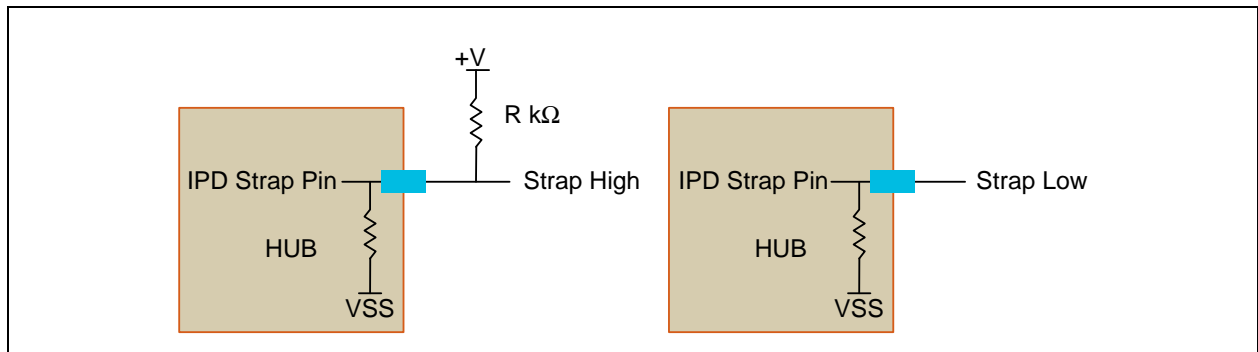 +V
R kΩ
IPD Strap Pin
Strap High
HUB
VSS
IPD Strap Pin
Strap Low
HUB
VSS